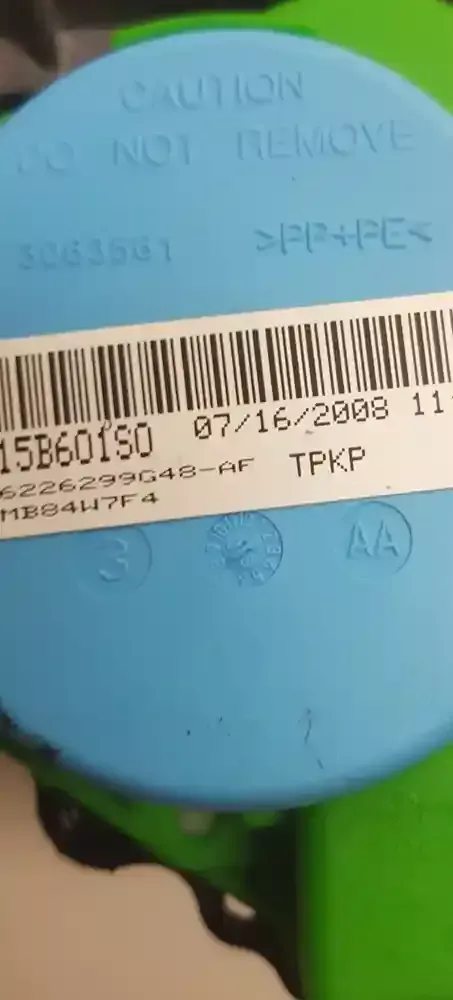 CAUTION
DO NOT REMOVE
3063561 >PP+PE<
15B601S0 07/16/2008 11
6226299G48-AF TPKP
MB84W7F4
3 AA